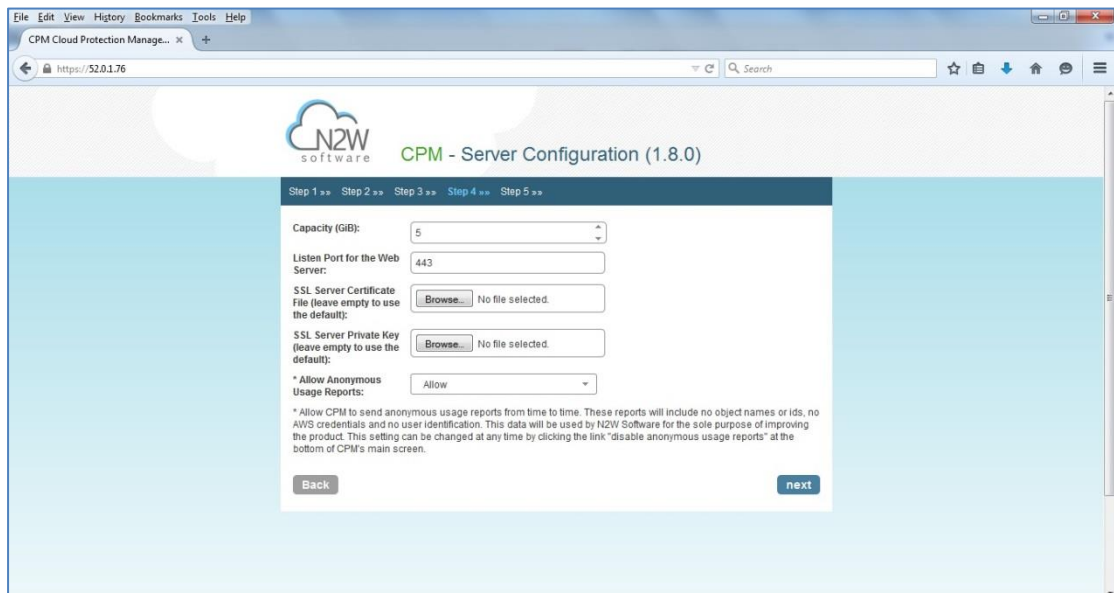 File Edit View History Bookmarks Tools Help
CPM Cloud Protection Manage... × +
https://52.0.1.76
Search
N2W
software
CPM - Server Configuration (1.8.0)
Step 1 »» Step 2 »» Step 3 »» Step 4 »» Step 5 »»
Capacity (GiB):
5
Listen Port for the Web
Server:
443
SSL Server Certificate
File (leave empty to use
the default):
Browse... No file selected.
SSL Server Private Key
(leave empty to use the
default):
Browse... No file selected.
* Allow Anonymous
Usage Reports:
Allow
* Allow CPM to send anonymous usage reports from time to time. These reports will include no object names or ids, no
AWS credentials and no user identification. This data will be used by N2W Software for the sole purpose of improving
the product. This setting can be changed at any time by clicking the link "disable anonymous usage reports" at the
bottom of CPM's main screen.
Back
next